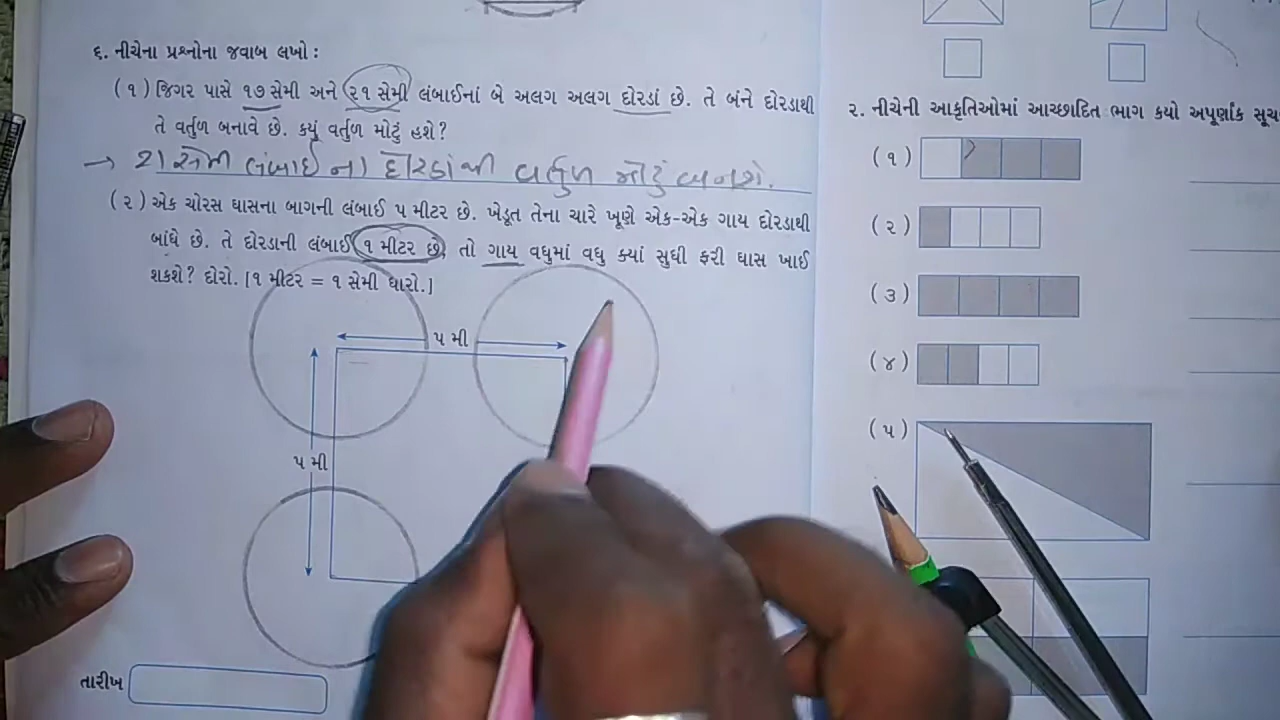 ૬. નીચેના પ્રશ્નોના જવાબ લખો :
(૧) જિગર પાસે ૧૭ સેમી અને ૨૧ સેમી લંબાઈનાં બે અલગ અલગ દોરડાં છે. તે બંને દોરડાથી
તે વર્તુળ બનાવે છે. કયું વર્તુળ મોટું હશે?
→ ૨૧ સેમી લંબાઈ ના દોરડાંથી વર્તુળ મોટું બનશે.
(૨) એક ચોરસ ઘાસના બાગની લંબાઈ ૫ મીટર છે. ખેડૂત તેના ચારે ખૂણે એક-એક ગાય દોરડાથી
બાંધે છે. તે દોરડાની લંબાઈ ૧ મીટર છે, તો ગાય વધુમાં વધુ ક્યાં સુધી ફરી ઘાસ ખાઈ
શકશે? દોરો. [૧ મીટર = ૧ સેમી ધારો.]
૫ મી
૫ મી
તારીખ
૨. નીચેની આકૃતિઓમાં આચ્છાદિત ભાગ કયો અપૂર્ણાંક
(૧)
(૨)
(૩)
(૪)
(૫)